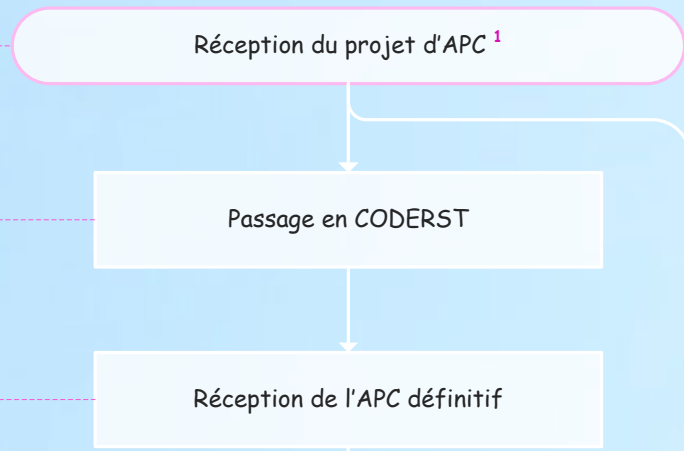 Réception du projet d'APC ¹
Passage en CODERST
Réception de l'APC définitif